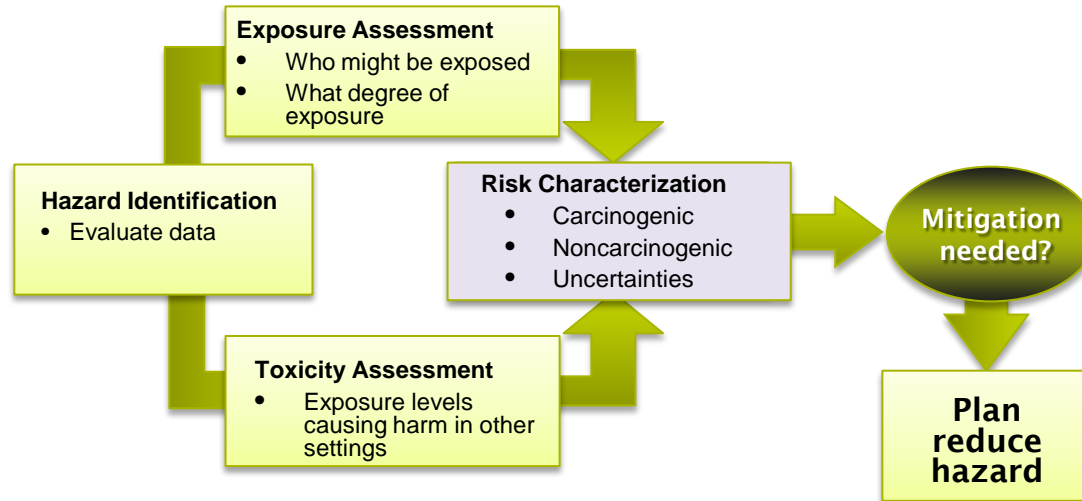 Exposure Assessment
• Who might be exposed
• What degree of
exposure
Hazard Identification
• Evaluate data
Risk Characterization
• Carcinogenic
• Noncarcinogenic
• Uncertainties
Mitigation
needed?
Toxicity Assessment
• Exposure levels
causing harm in other
settings
Plan
reduce
hazard